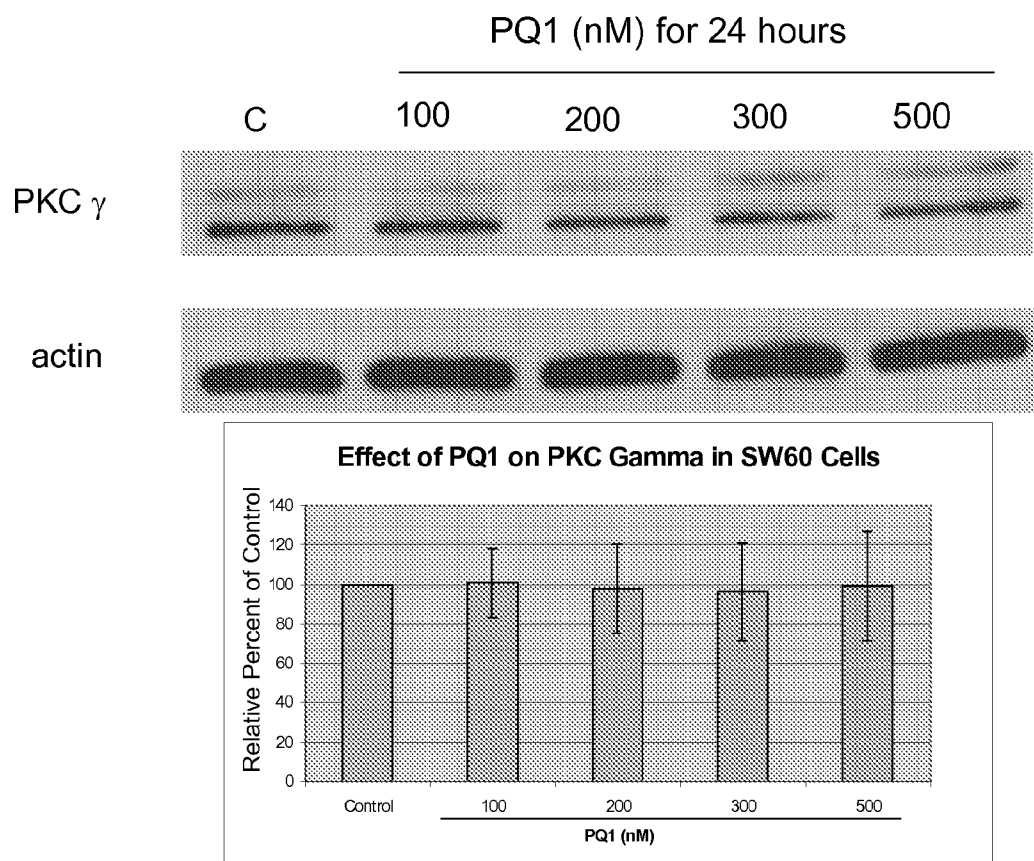 PQ1 (nM) for 24 hours
C 100 200 300 500
PKC γ
actin
Effect of PQ1 on PKC Gamma in SW60 Cells
Relative Percent of Control
140
120
100
80
60
40
20
0
Control 100 200 300 500
PQ1 (nM)